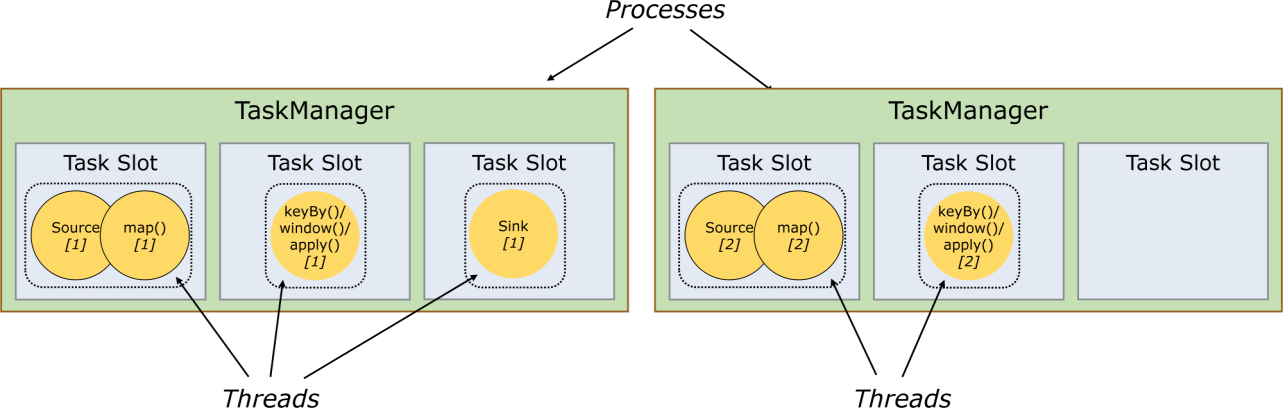 Processes
TaskManager
Task Slot
Source
[1]
map()
[1]
Task Slot
keyBy()/
window()/
apply()
[1]
Task Slot
Sink
[1]
Threads
TaskManager
Task Slot
Source
[2]
map()
[2]
Task Slot
keyBy()/
window()/
apply()
[2]
Task Slot
Threads